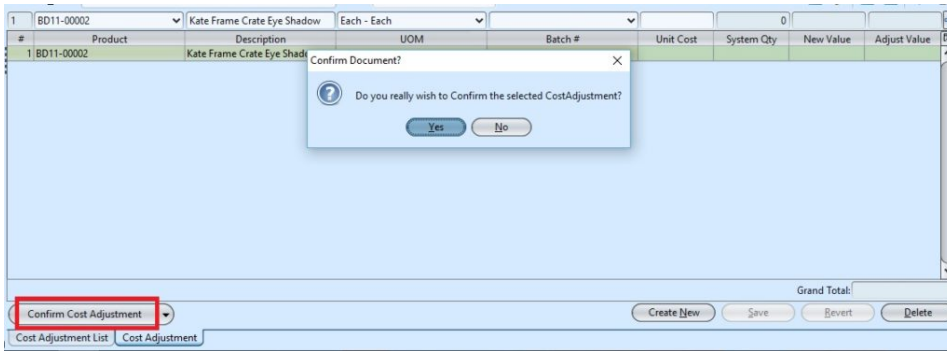 1 BD11-00002 Kate Frame Crate Eye Shadow Each - Each 0
# Product Description UOM Batch # Unit Cost System Qty New Value Adjust Value
1 BD11-00002 Kate Frame Crate Eye Shado
Confirm Document?
Do you really wish to Confirm the selected CostAdjustment?
Yes No
Grand Total:
Confirm Cost Adjustment Create New Save Revert Delete
Cost Adjustment List Cost Adjustment